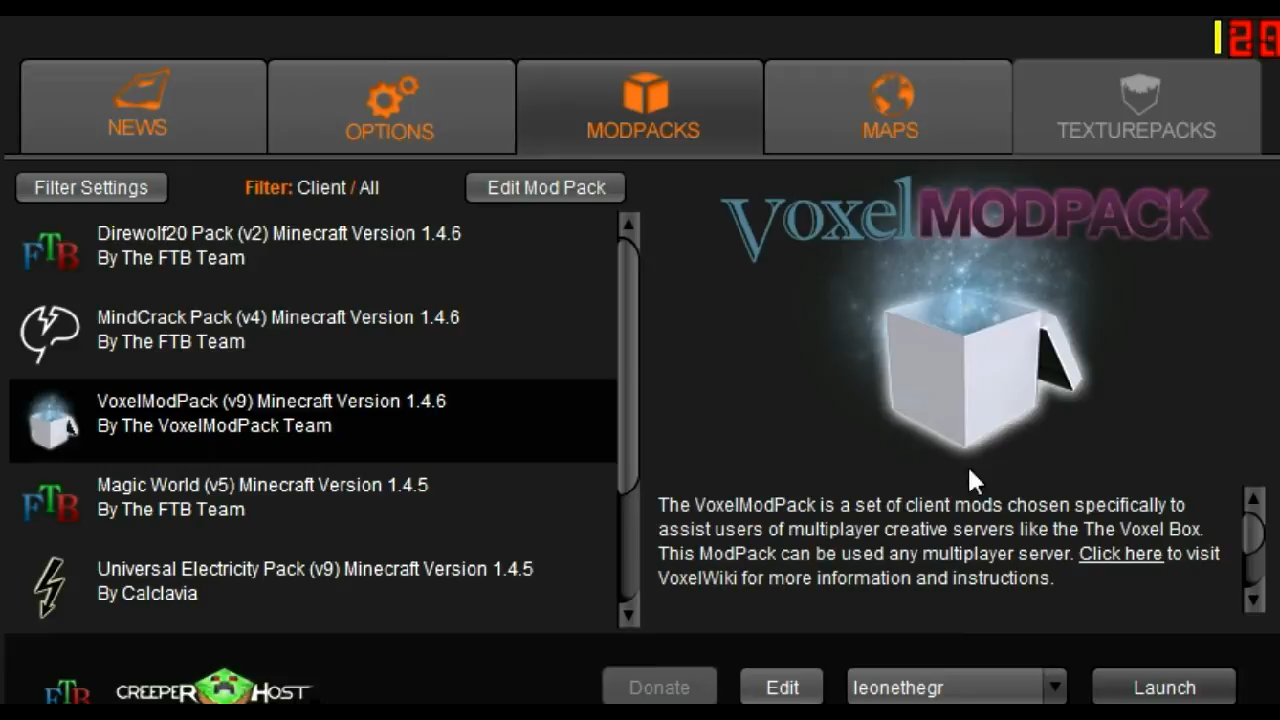 29
NEWS
OPTIONS
MODPACKS
MAPS
TEXTUREPACKS
Filter Settings
Filter: Client / All
Edit Mod Pack
Voxel MODPACK
FTB
Direwolf20 Pack (v2) Minecraft Version 1.4.6
By The FTB Team
MindCrack Pack (v4) Minecraft Version 1.4.6
By The FTB Team
VoxelModPack (v9) Minecraft Version 1.4.6
By The VoxelModPack Team
FTB
Magic World (v5) Minecraft Version 1.4.5
By The FTB Team
Universal Electricity Pack (v9) Minecraft Version 1.4.5
By Calclavia
The VoxelModPack is a set of client mods chosen specifically to
assist users of multiplayer creative servers like the The Voxel Box.
This ModPack can be used any multiplayer server. Click here to visit
VoxelWiki for more information and instructions.
FTB
CREEPER HOST
Donate
Edit
leonethegr
Launch